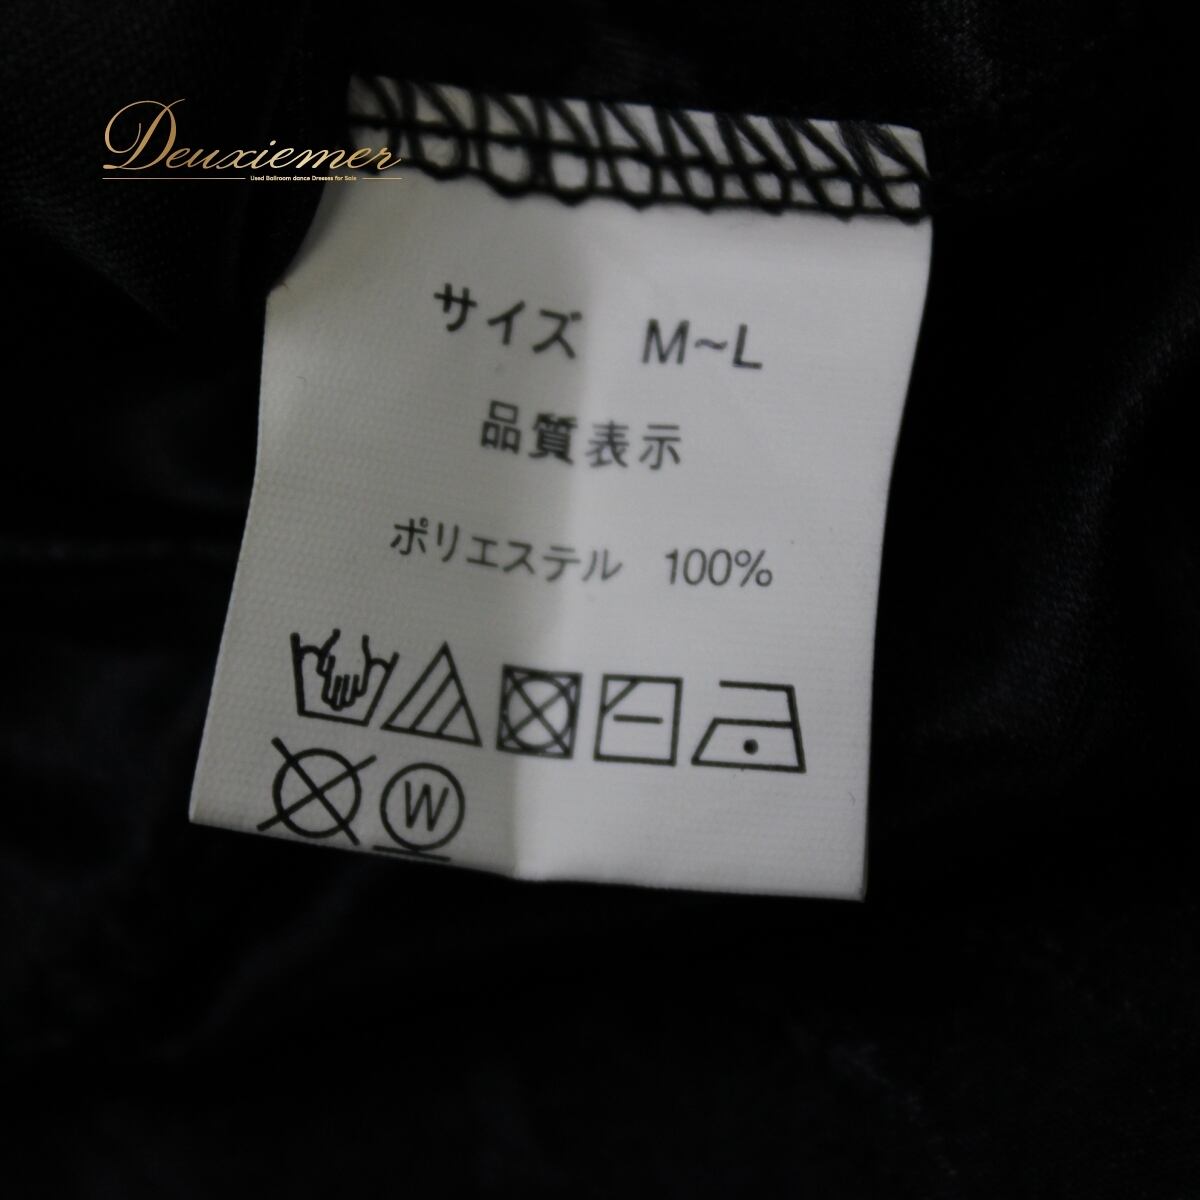 Deuxiemer
Used Ballroom dance Dresses for Sale
サイズ M~L
品質表示
ポリエステル 100%
W